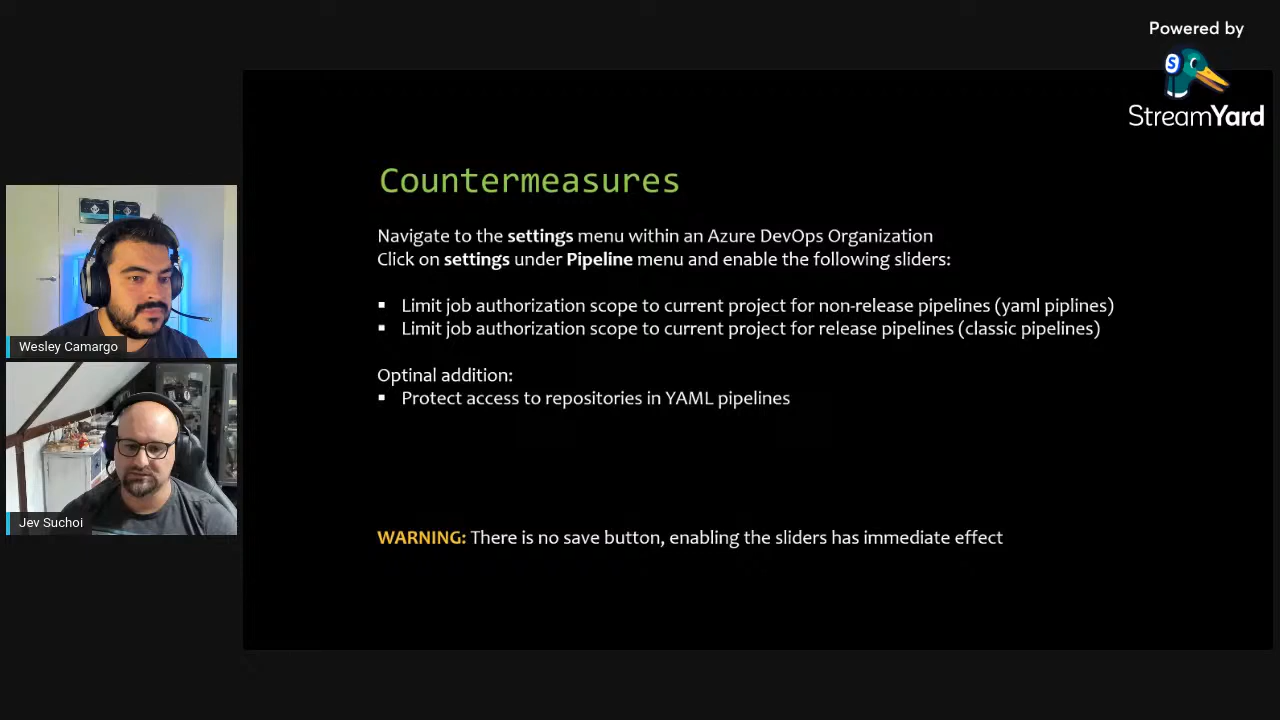 Powered by
S
StreamYard
Countermeasures
Navigate to the settings menu within an Azure DevOps Organization
Click on settings under Pipeline menu and enable the following sliders:
▪ Limit job authorization scope to current project for non-release pipelines (yaml piplines)
▪ Limit job authorization scope to current project for release pipelines (classic pipelines)
Optinal addition:
▪ Protect access to repositories in YAML pipelines
WARNING: There is no save button, enabling the sliders has immediate effect
Wesley Camargo
Jev Suchoi